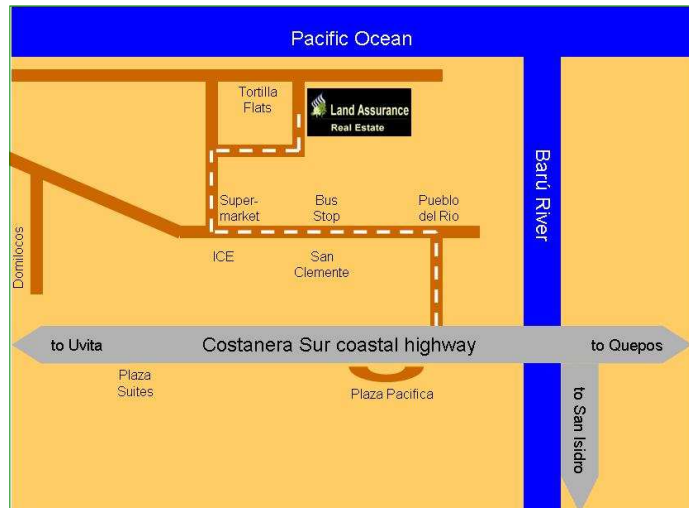 Pacific Ocean
Tortilla
Flats
Land Assurance
Real Estate
Barú River
Super-
market
Bus
Stop
Pueblo
del Rio
Domilocos
ICE
San
Clemente
to Uvita
Costanera Sur coastal highway
to Quepos
Plaza
Suites
Plaza Pacifica
to San Isidro